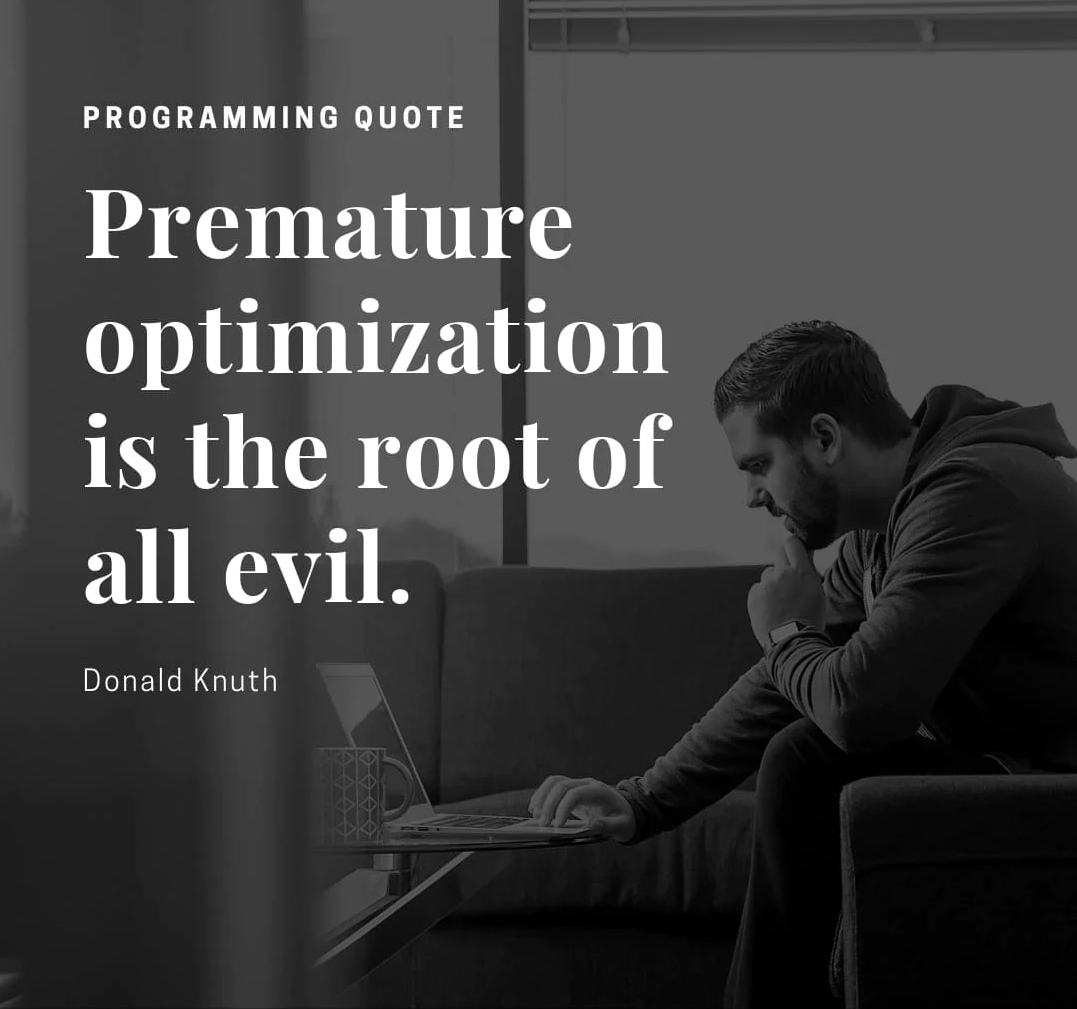 PROGRAMMING QUOTE
Premature
optimization
is the root of
all evil.
Donald Knuth